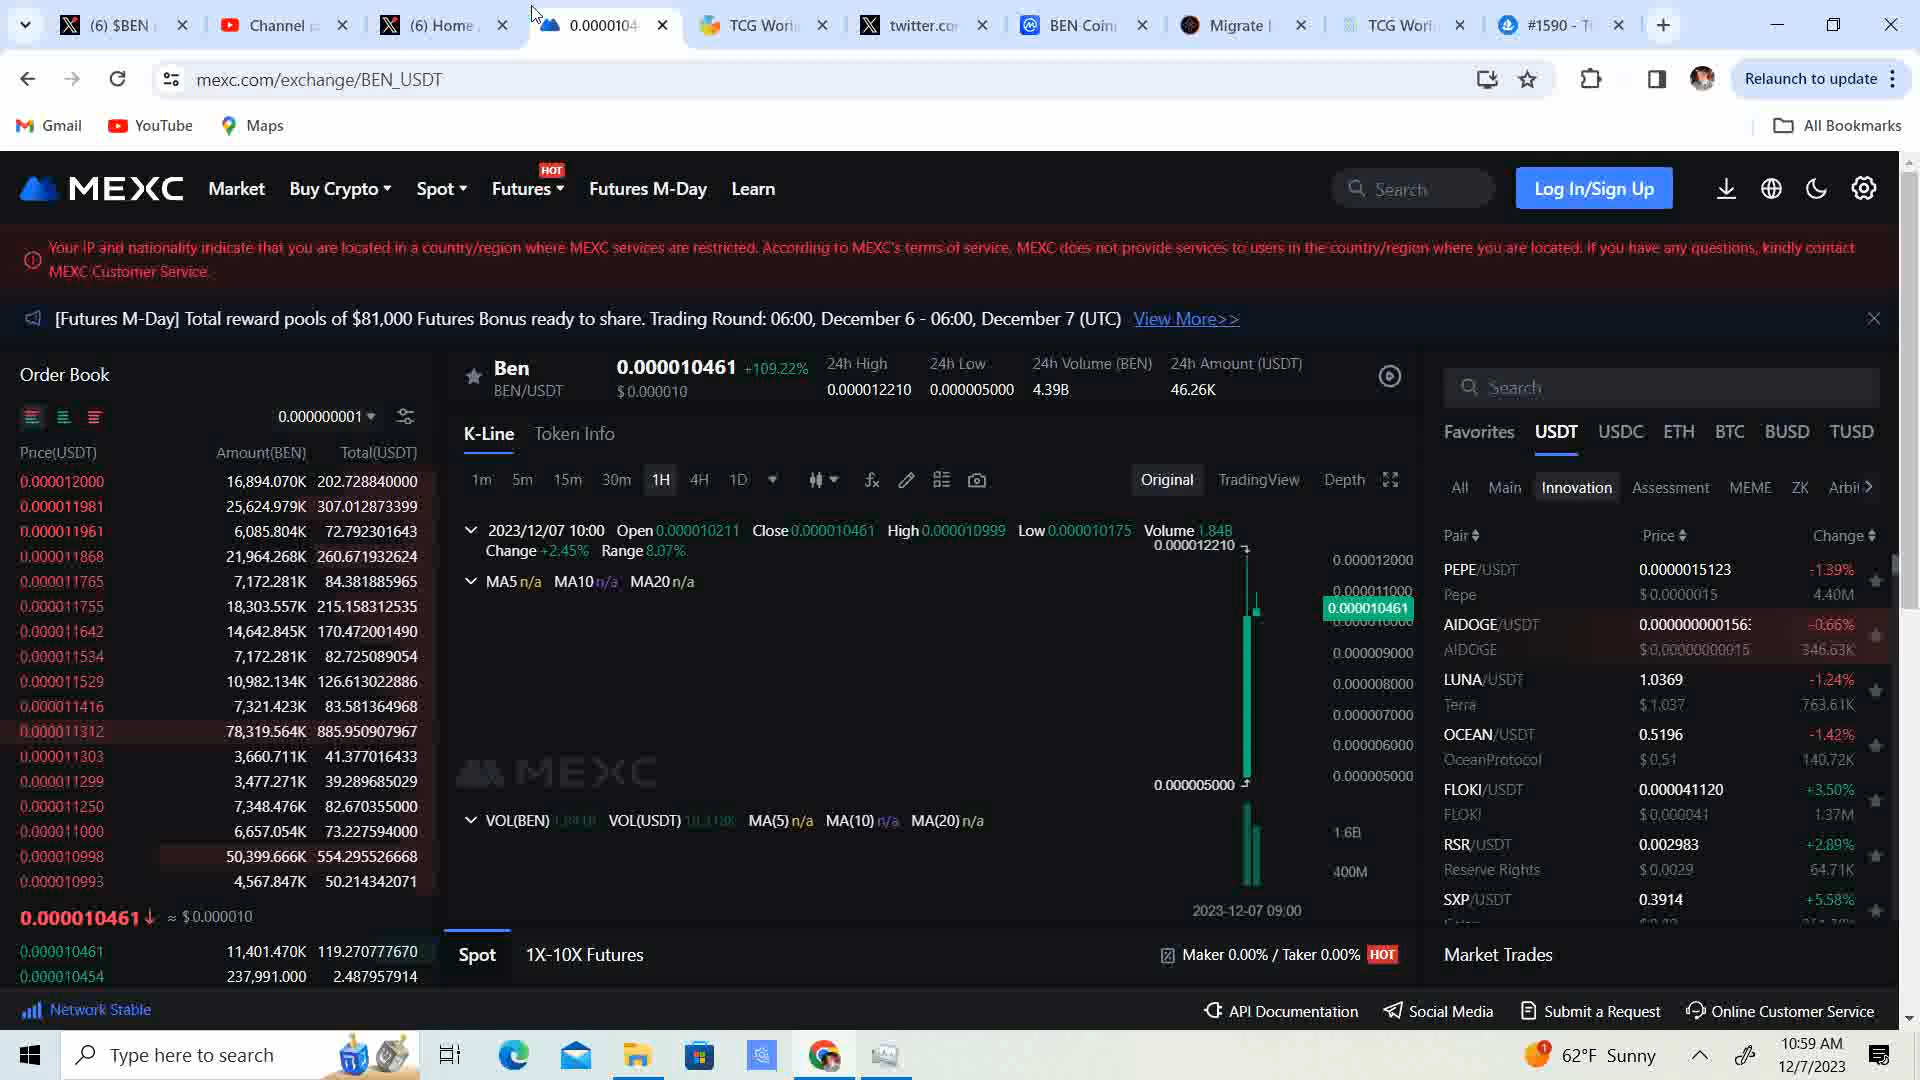 (6) $BEN
Channel
(6) Home
0.0000104
TCG Worl
twitter.co
BEN Coin
Migrate
TCG Worl
#1590 - T
mexc.com/exchange/BEN_USDT
Relaunch to update
Gmail YouTube Maps All Bookmarks
MEXC Market Buy Crypto Spot Futures HOT Futures M-Day Learn Search Log In/Sign Up
Your IP and nationality indicate that you are located in a country/region where MEXC services are restricted. According to MEXC's terms of service, MEXC does not provide services to users in the country/region where you are located. If you have any questions, kindly contact
MEXC Customer Service.
[Futures M-Day] Total reward pools of $81,000 Futures Bonus ready to share. Trading Round: 06:00, December 6 - 06:00, December 7 (UTC) View More>>
Order Book
0.000000001
Price(USDT) Amount(BEN) Total(USDT)
0.000012000 16,894.070K 202.728840000
0.000011981 25,624.979K 307.012873399
0.000011961 6,085.804K 72.792301643
0.000011868 21,964.268K 260.671932624
0.000011765 7,172.281K 84.381885965
0.000011755 18,303.557K 215.158312535
0.000011642 14,642.845K 170.472001490
0.000011534 7,172.281K 82.725089054
0.000011529 10,982.134K 126.613022886
0.000011416 7,321.423K 83.581364968
0.000011312 78,319.564K 885.950907967
0.000011303 3,660.711K 41.377016433
0.000011299 3,477.271K 39.289685029
0.000011250 7,348.476K 82.670355000
0.000011000 6,657.054K 73.227594000
0.000010998 50,399.666K 554.295526668
0.000010993 4,567.847K 50.214342071
0.000010461↓ ≈ $0.000010
0.000010461 11,401.470K 119.270777670
0.000010454 237,991.000 2.487957914
Ben
BEN/USDT
0.000010461 +109.22%
$ 0.000010
24h High
0.000012210
24h Low
0.000005000
24h Volume (BEN)
4.39B
24h Amount (USDT)
46.26K
K-Line Token Info
1m 5m 15m 30m 1H 4H 1D Original TradingView Depth
2023/12/07 10:00 Open 0.000010211 Close 0.000010461 High 0.000010999 Low 0.000010175 Volume 1.84B
Change +2.45% Range 8.07%
MA5 n/a MA10 n/a MA20 n/a
0.000012210
0.000012000
0.000011000
0.000010461
0.000010000
0.000009000
0.000008000
0.000007000
0.000006000
0.000005000
MEXC
0.000005000
VOL(BEN) VOL(USDT) MA(5) n/a MA(10) n/a MA(20) n/a
1.6B
400M
2023-12-07 09:00
Spot 1X-10X Futures Maker 0.00% / Taker 0.00% HOT
Search
Favorites USDT USDC ETH BTC BUSD TUSD
All Main Innovation Assessment MEME ZK Arbi
Pair Price Change
PEPE/USDT 0.0000015123 -1.39%
Pepe $ 0.0000015 4.40M
AIDOGE/USDT 0.000000000156 -0.66%
AIDOGE $ 0.00000000015 346.63K
LUNA/USDT 1.0369 -1.24%
Terra $ 1.037 763.61K
OCEAN/USDT 0.5196 -1.42%
OceanProtocol $ 0.51 140.72K
FLOKI/USDT 0.000041120 +3.50%
FLOKI $ 0.000041 1.37M
RSR/USDT 0.002983 +2.89%
Reserve Rights $ 0.0029 64.71K
SXP/USDT 0.3914 +5.58%
Market Trades
Network Stable API Documentation Social Media Submit a Request Online Customer Service
Type here to search
1
62°F Sunny
10:59 AM
12/7/2023